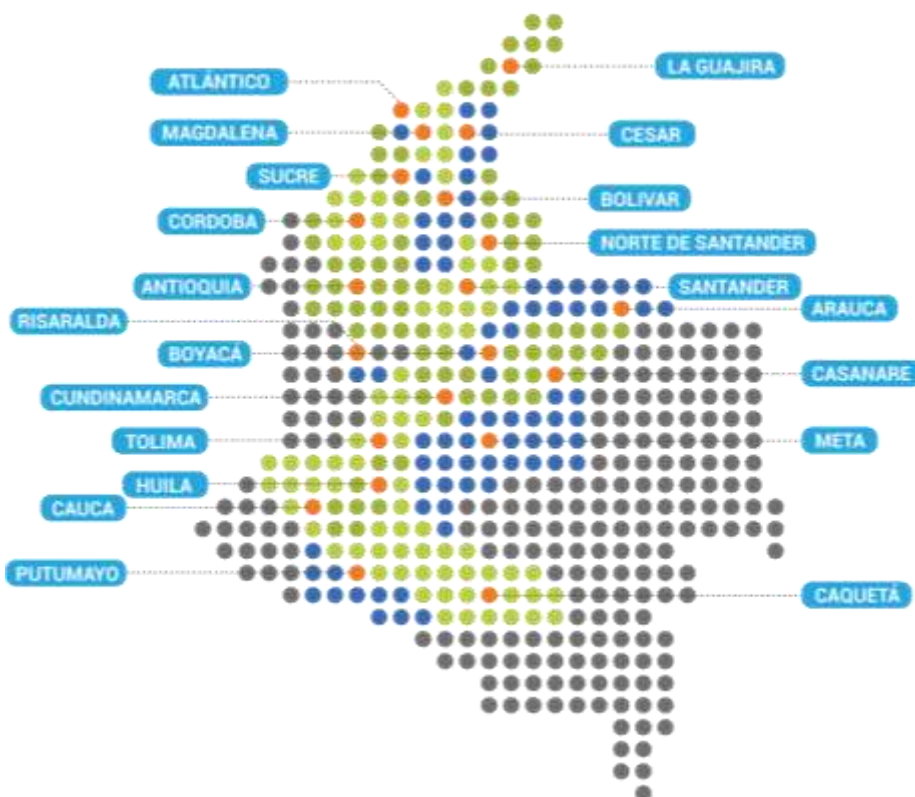 LA GUAJIRA
ATLÁNTICO
MAGDALENA
CESAR
SUCRE
BOLIVAR
CORDOBA
NORTE DE SANTANDER
ANTIOQUIA
SANTANDER
ARAUCA
RISARALDA
BOYACÁ
CASANARE
CUNDINAMARCA
TOLIMA
META
HUILA
CAUCA
PUTUMAYO
CAQUETÁ